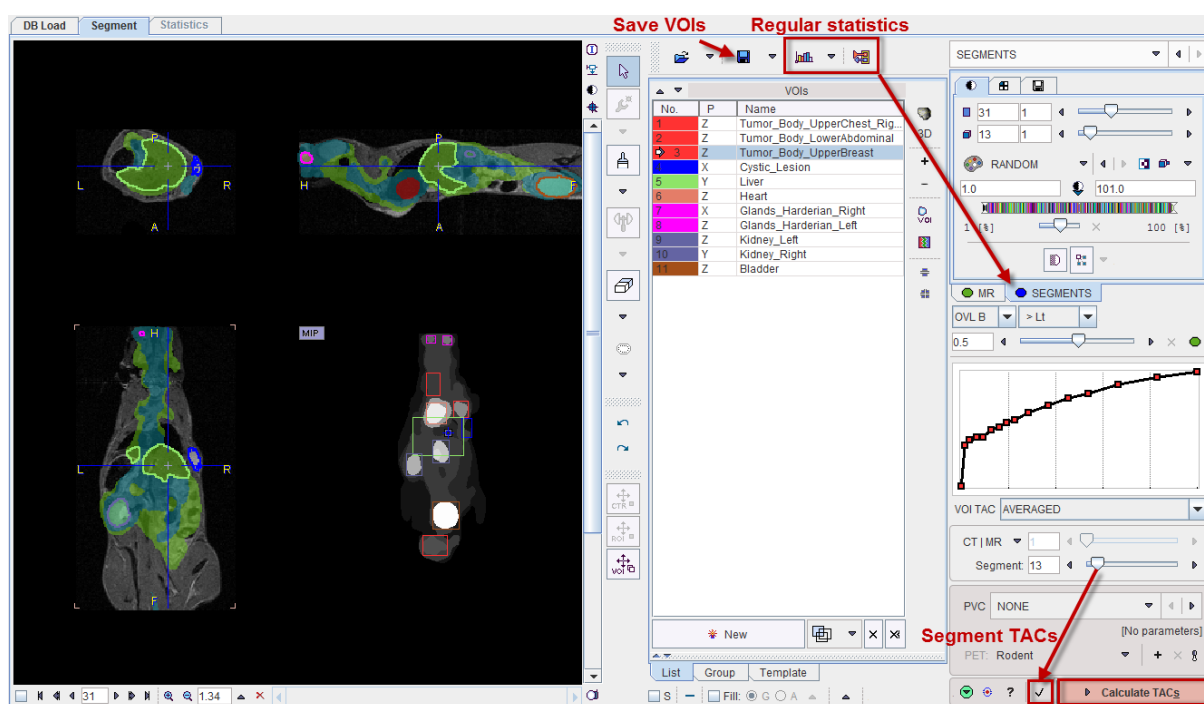 DB Load Segment Statistics
Save VOIs Regular statistics
SEGMENTS
VOIs
No. P Name
1 Z Tumor_Body_UpperChest_Rig...
2 Z Tumor_Body_LowerAbdominal
3 Z Tumor_Body_UpperBreast
X Cystic_Lesion
5 Y Liver
6 Z Heart
7 X Glands_Harderian_Right
8 Z Glands_Harderian_Left
9 Z Kidney_Left
10 Y Kidney_Right
11 Z Bladder
3D
VOI
31 1
13 1
RANDOM
1.0 101.0
1 [%] 100 [%]
MR SEGMENTS
OVL B > Lt
0.5
P
L R
A
P
H F
A
H
L R
F
MIP
CTR
ROI
VOI
VOI TAC AVERAGED
CT | MR 1
Segment: 13
PVC NONE
[No parameters]
PET: Rodent
Segment TACs
New
List Group Template
S Fill: G A
? Calculate TACs
31 1.34